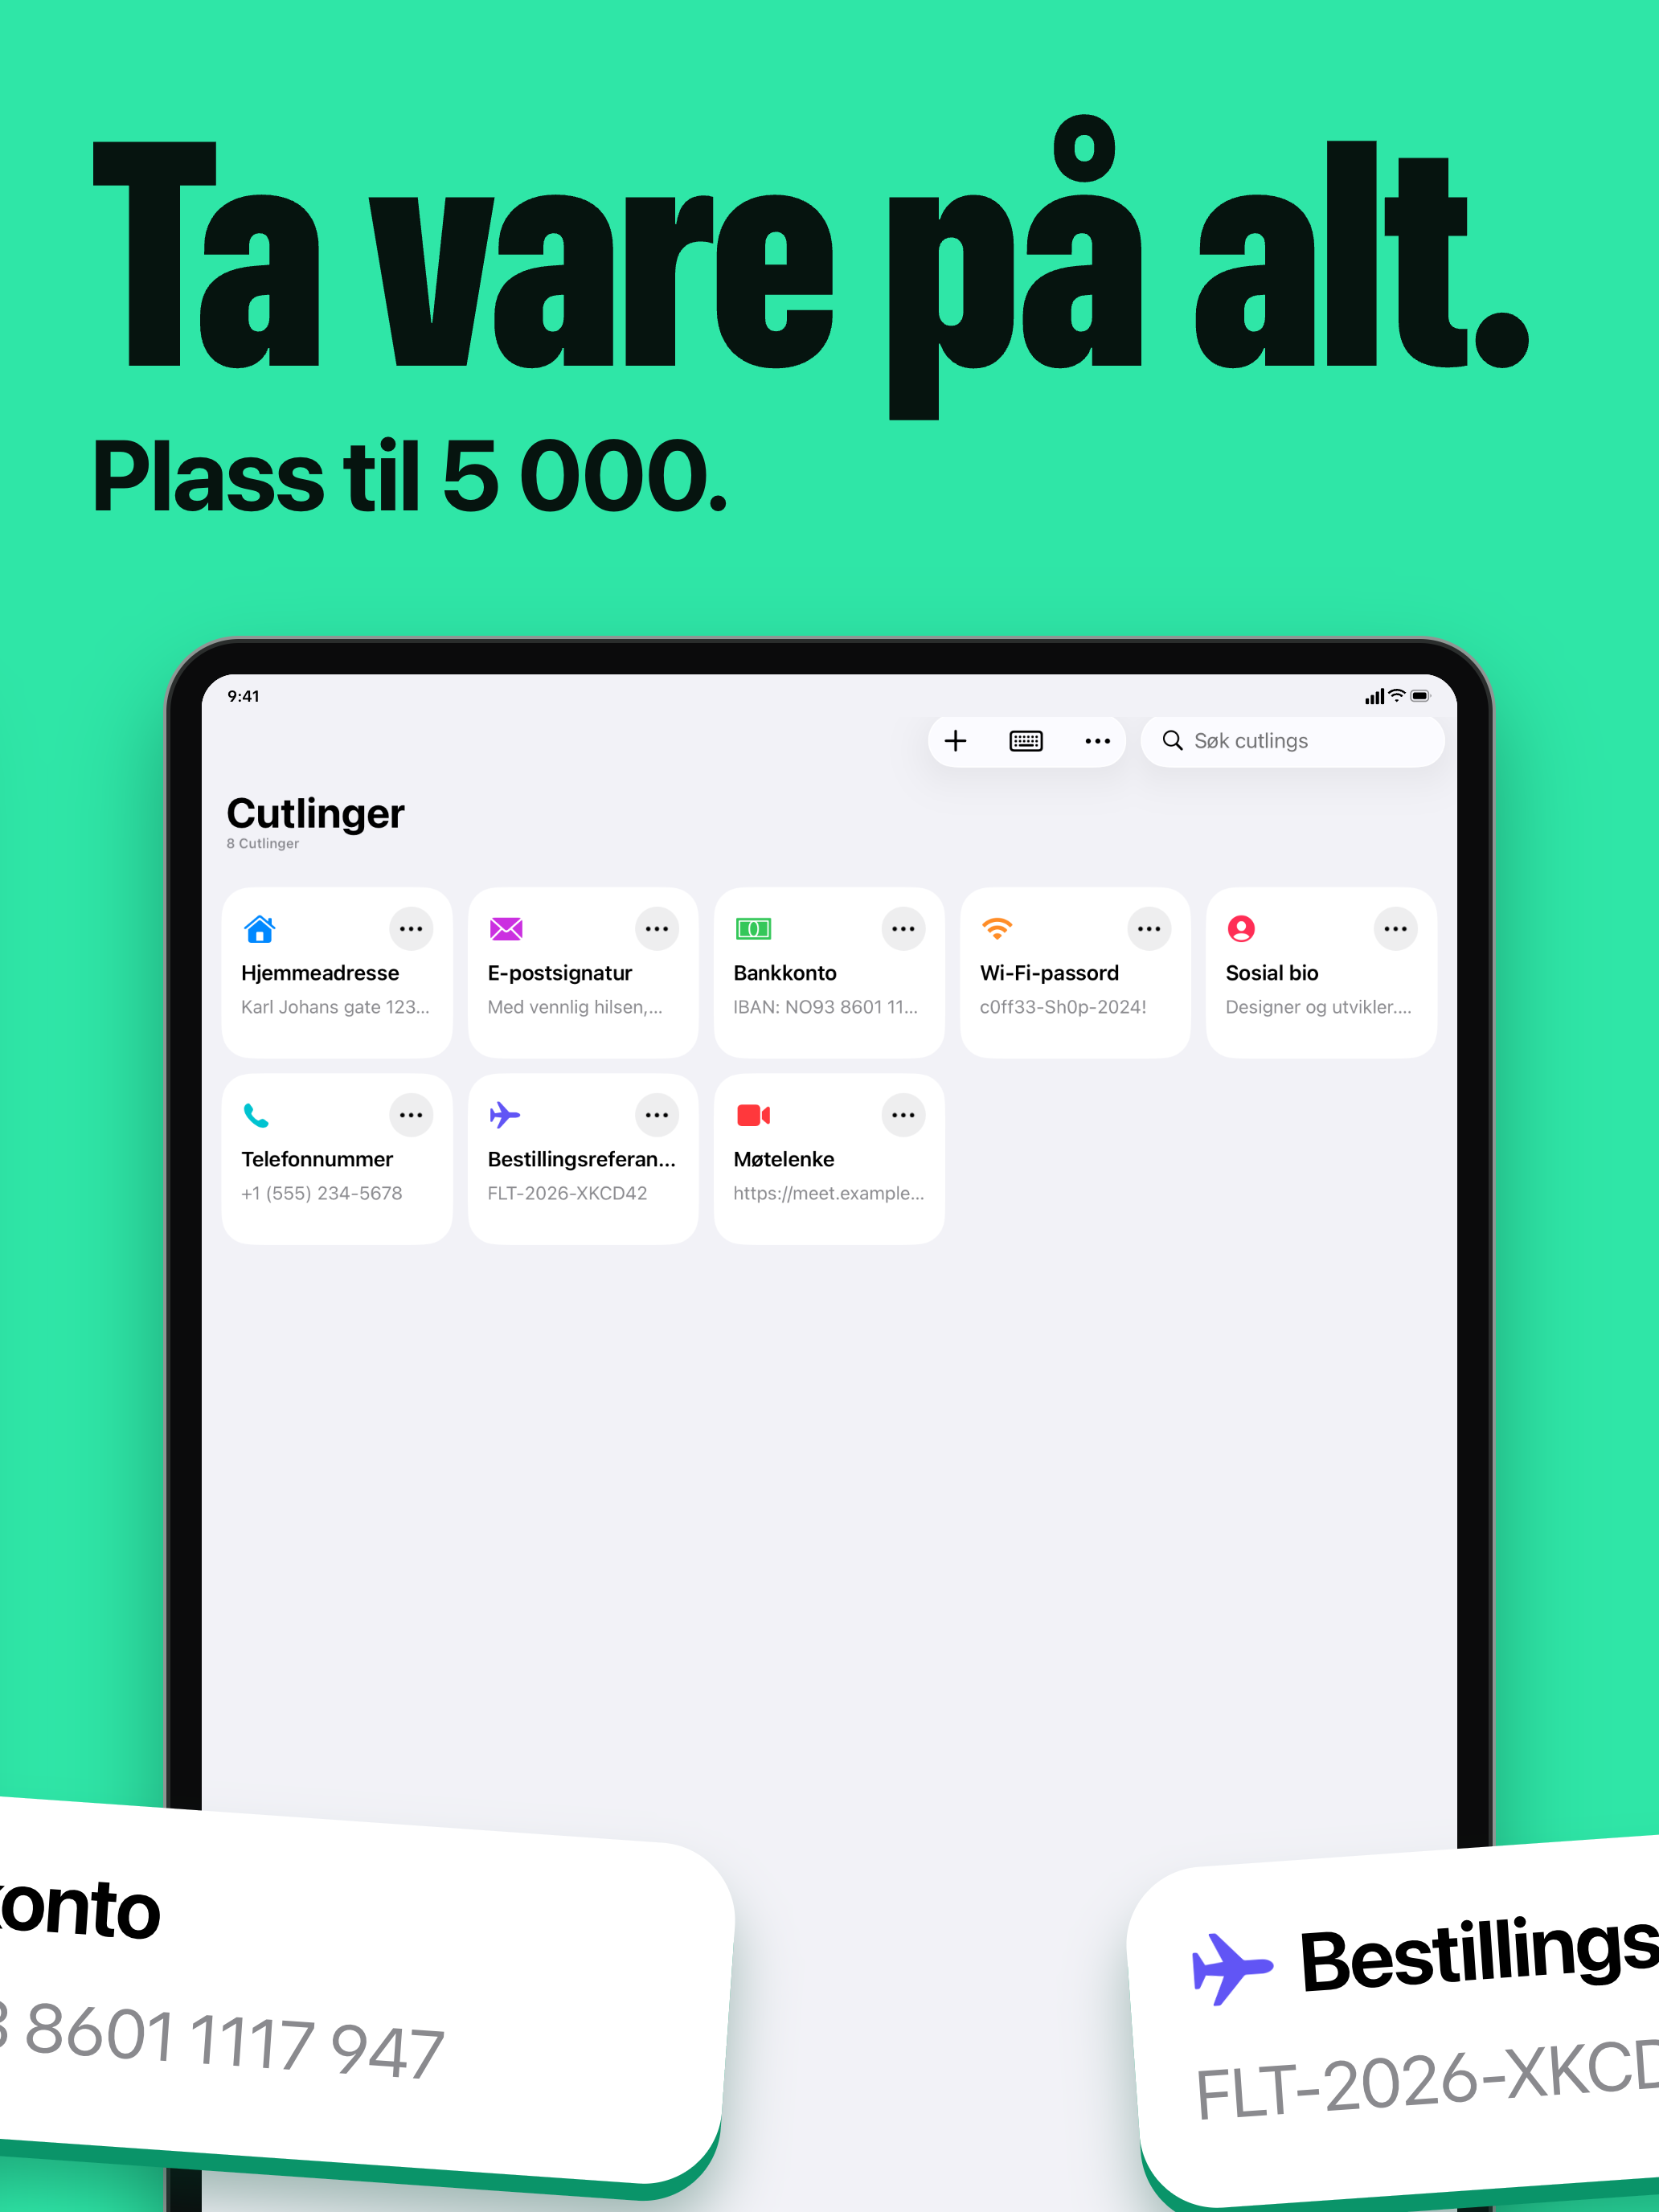 Ta vare på alt.
Plass til 5 000.
9:41
Søk cutlings
Cutlinger
8 Cutlinger
Hjemmeadresse
Karl Johans gate 123...
E-postsignatur
Med vennlig hilsen,...
Bankkonto
IBAN: NO93 8601 11...
Wi-Fi-passord
c0ff33-Sh0p-2024!
Sosial bio
Designer og utvikler....
Telefonnummer
+1 (555) 234-5678
Bestillingsreferan...
FLT-2026-XKCD42
Møtelenke
https://meet.example...
konto
3 8601 1117 947
Bestillings
FLT-2026-XKCD